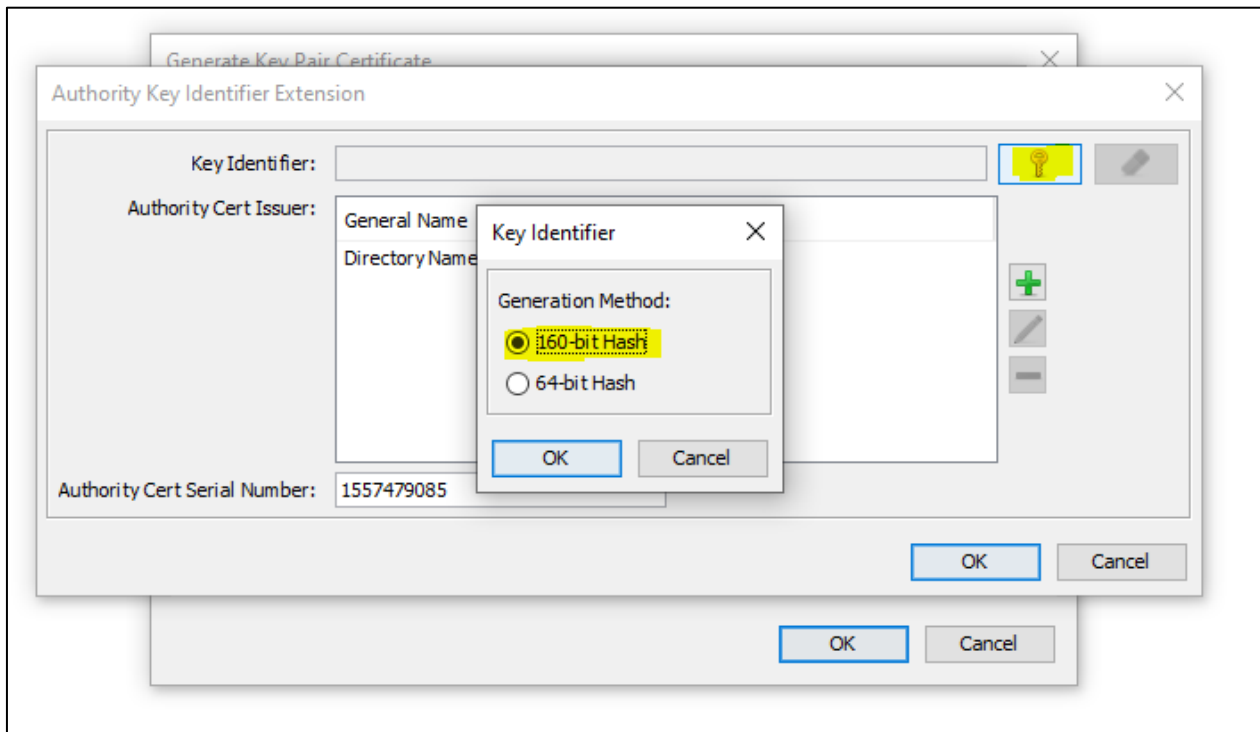 Generate Key Pair Certificate
Authority Key Identifier Extension
Key Identifier:
Authority Cert Issuer:
General Name
Directory Name
Key Identifier
Generation Method:
160-bit Hash
64-bit Hash
OK Cancel
Authority Cert Serial Number: 1557479085
OK Cancel
OK Cancel